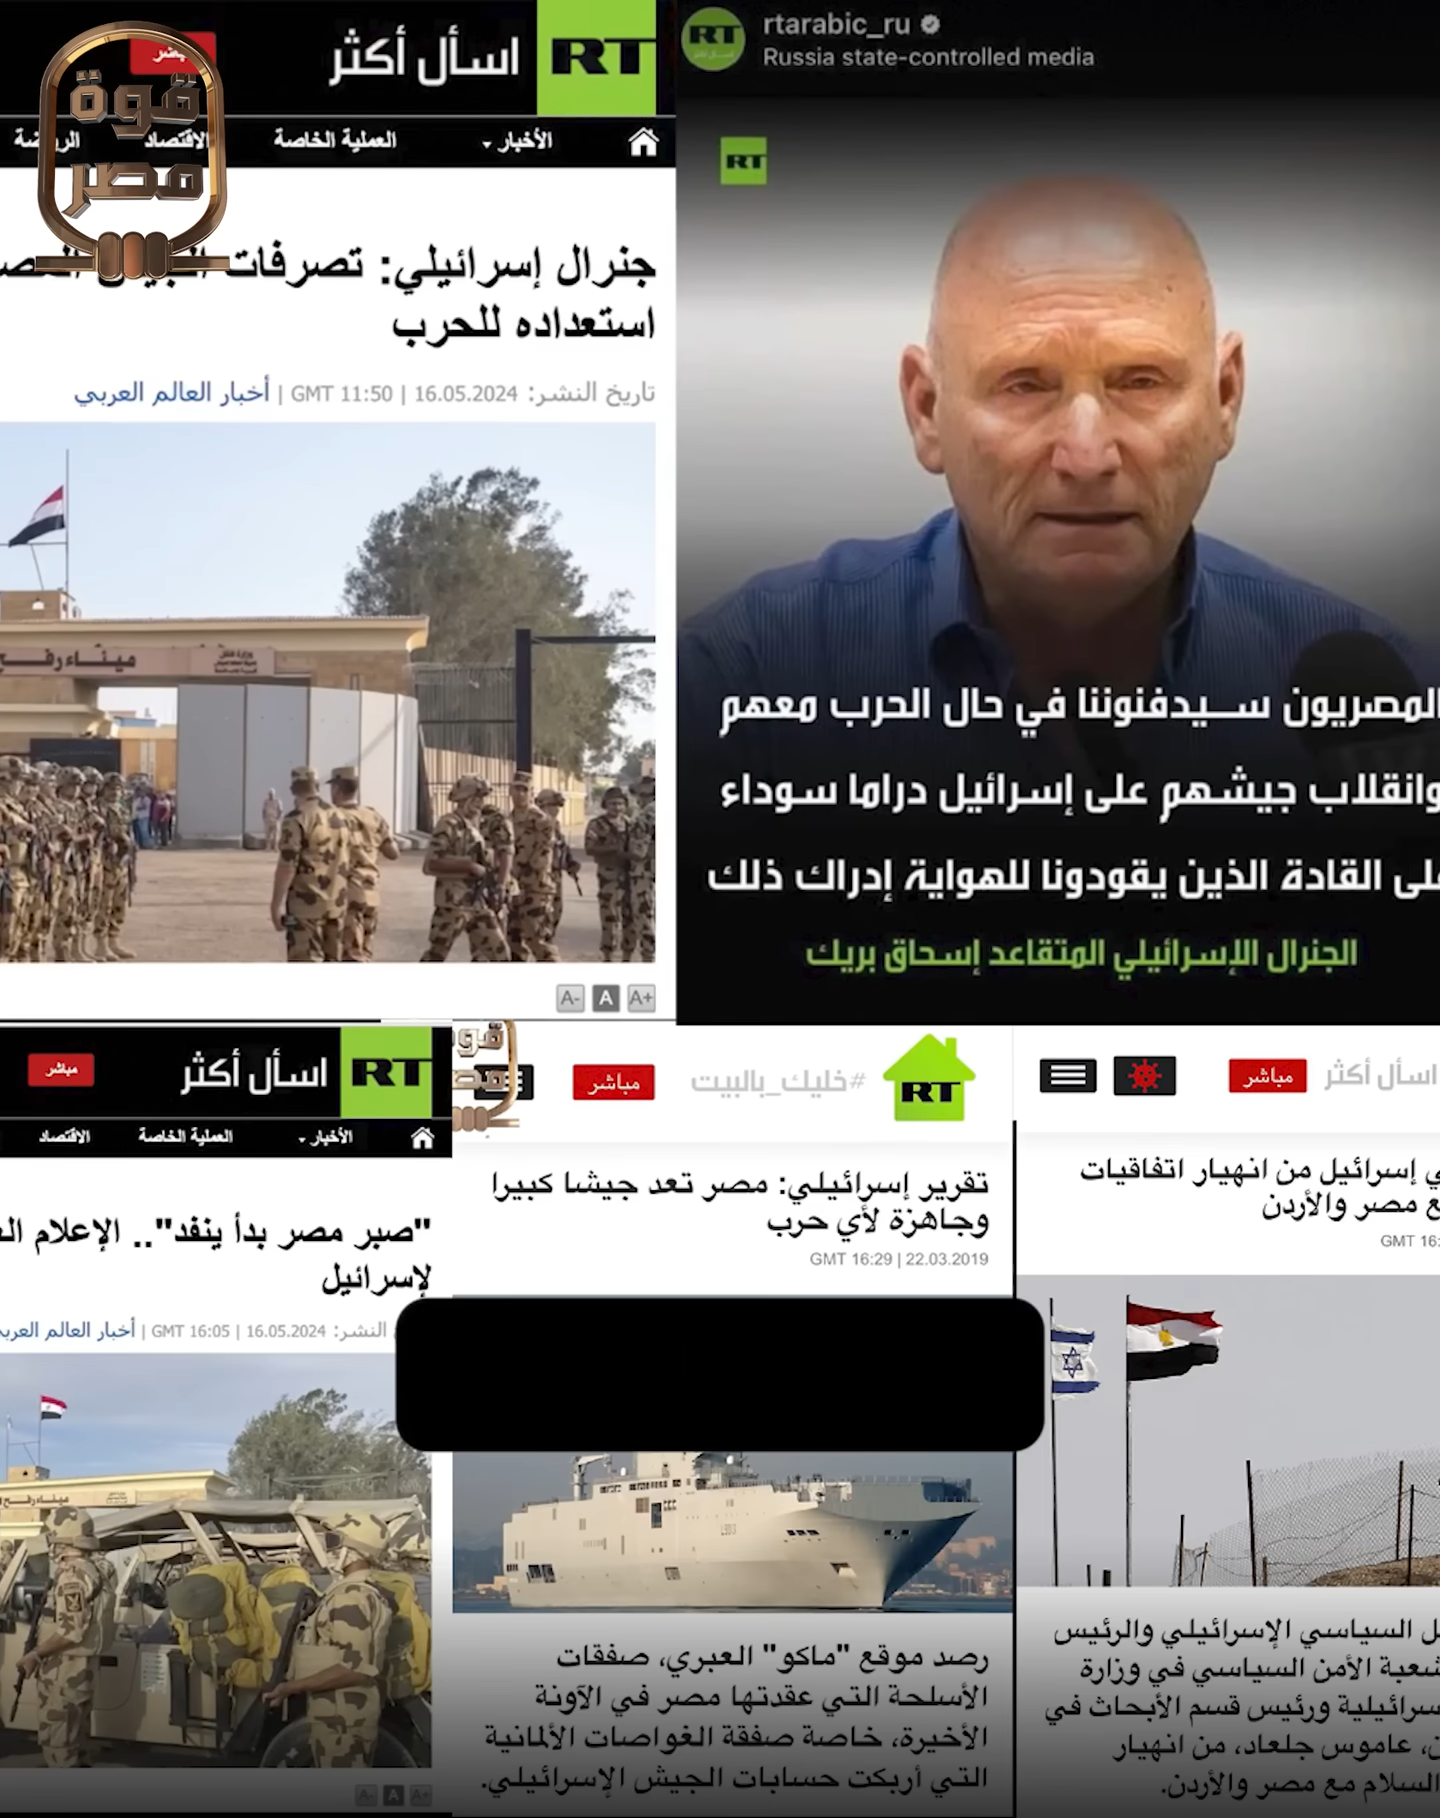 قوة
مصر
مباشر
اسأل أكثر
RT
الأخبار
العملية الخاصة
الاقتصاد
جنرال إسرائيلي: تصرفات
استعداده للحرب
تاريخ النشر: 16.05.2024 | 11:50 GMT | أخبار العالم العربي
ميناء رفح
A- A A+
RT
rtarabic_ru
Russia state-controlled media
RT
المصريون سيدفنوننا في حال الحرب معهم
وانقلاب جيشهم على إسرائيل دراما سوداء
على القادة الذين يقودونا للهواية إدراك ذلك
الجنرال الإسرائيلي المتقاعد إسحاق بريك
مباشر
اسأل أكثر
RT
الأخبار
العملية الخاصة
الاقتصاد
"صبر مصر بدأ ينفد".. الإعلام
لإسرائيل
النشر: 16.05.2024 | 16:05 GMT | أخبار العالم
A- A A+
مباشر
#خليك_بالبيت
RT
تقرير إسرائيلي: مصر تعد جيشا كبيرا
وجاهزة لأي حرب
22.03.2019 | 16:29 GMT
رصد موقع "ماكو" العبري، صفقات
الأسلحة التي عقدتها مصر في الآونة
الأخيرة، خاصة صفقة الغواصات الألمانية
التي أربكت حسابات الجيش الإسرائيلي.
مباشر
اسأل أكثر
إسرائيل من انهيار اتفاقيات
مصر والأردن
GMT 16:
السياسي الإسرائيلي والرئيس
شعبة الأمن السياسي في وزارة
ورئيس قسم الأبحاث في
عاموس جلعاد، من انهيار
السلام مع مصر والأردن.